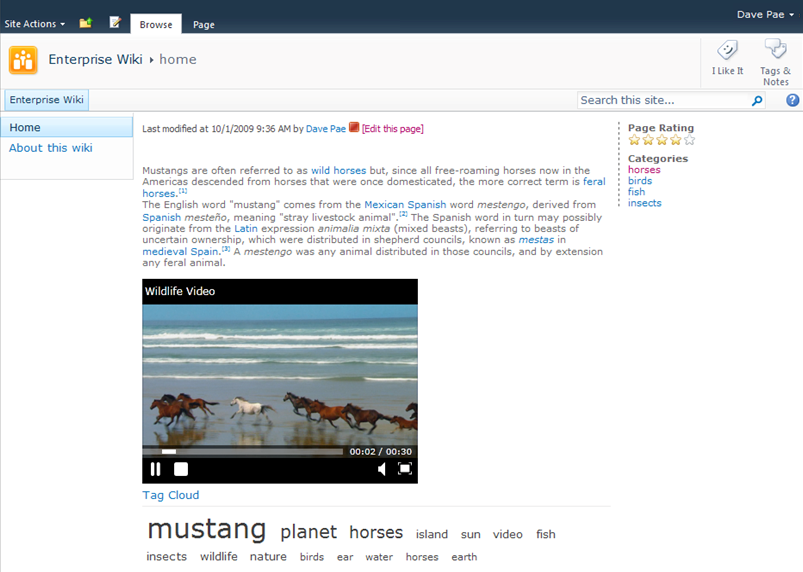 Dave Pae
Site Actions Browse Page
Enterprise Wiki home
I Like It Tags &
Notes
Enterprise Wiki Search this site...
Home
About this wiki
Last modified at 10/1/2009 9:36 AM by Dave Pae [Edit this page]
Mustangs are often referred to as wild horses but, since all free-roaming horses now in the
Americas descended from horses that were once domesticated, the more correct term is feral
horses.[1]
The English word "mustang" comes from the Mexican Spanish word mestengo, derived from
Spanish mesteño, meaning "stray livestock animal".[2] The Spanish word in turn may possibly
originate from the Latin expression animalia mixta (mixed beasts), referring to beasts of
uncertain ownership, which were distributed in shepherd councils, known as mestas in
medieval Spain.[3] A mestengo was any animal distributed in those councils, and by extension
any feral animal.
Page Rating
Categories
horses
birds
fish
insects
Wildlife Video
00:02 / 00:30
Tag Cloud
mustang planet horses island sun video fish
insects wildlife nature birds ear water horses earth